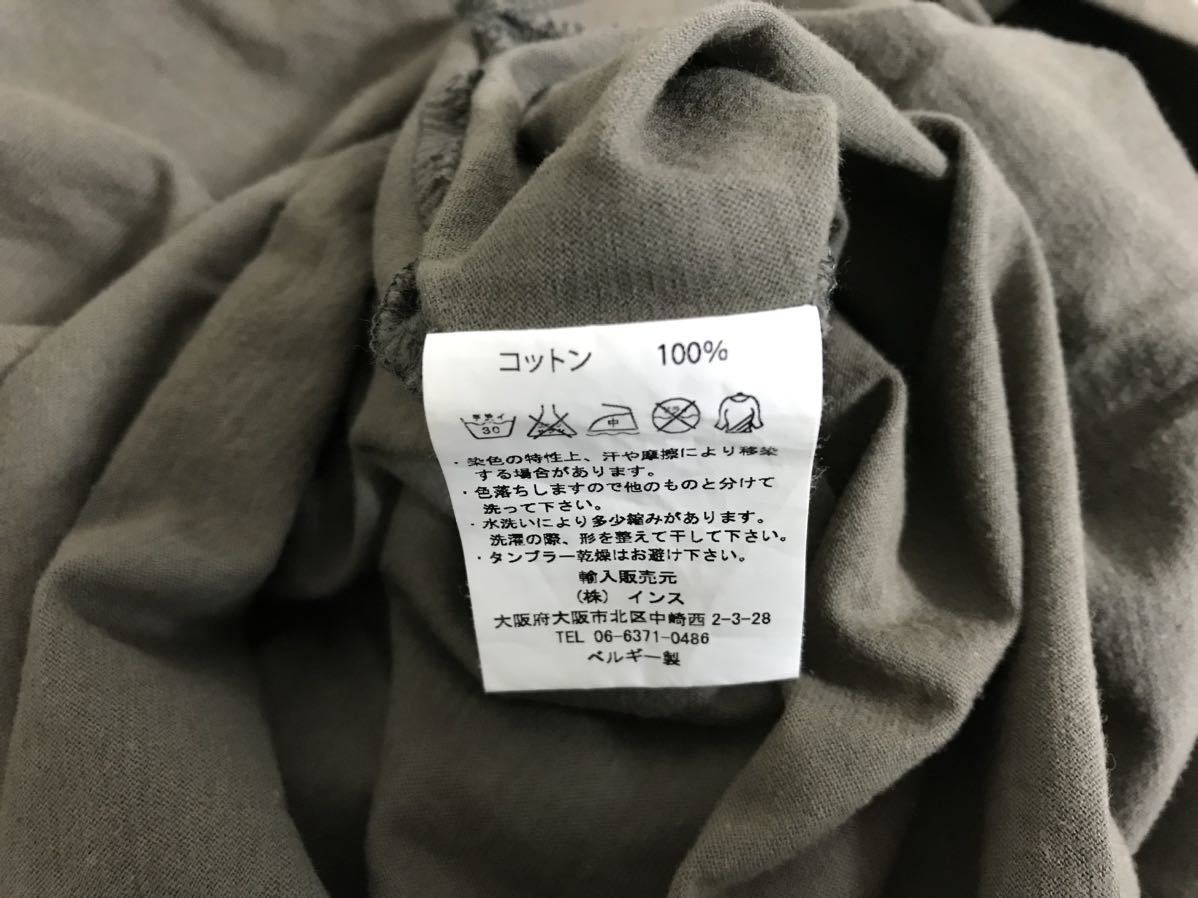 コットン 100%
手洗イ
30
中
・染色の特性上、汗や摩擦により移染
する場合があります。
・色落ちしますので他のものと分けて
洗って下さい。
・水洗いにより多少縮みがあります。
洗濯の際、形を整えて干して下さい。
・タンブラー乾燥はお避け下さい。
輸入販売元
(株) インス
大阪府大阪市北区中崎西2-3-28
TEL 06-6371-0486
ベルギー製